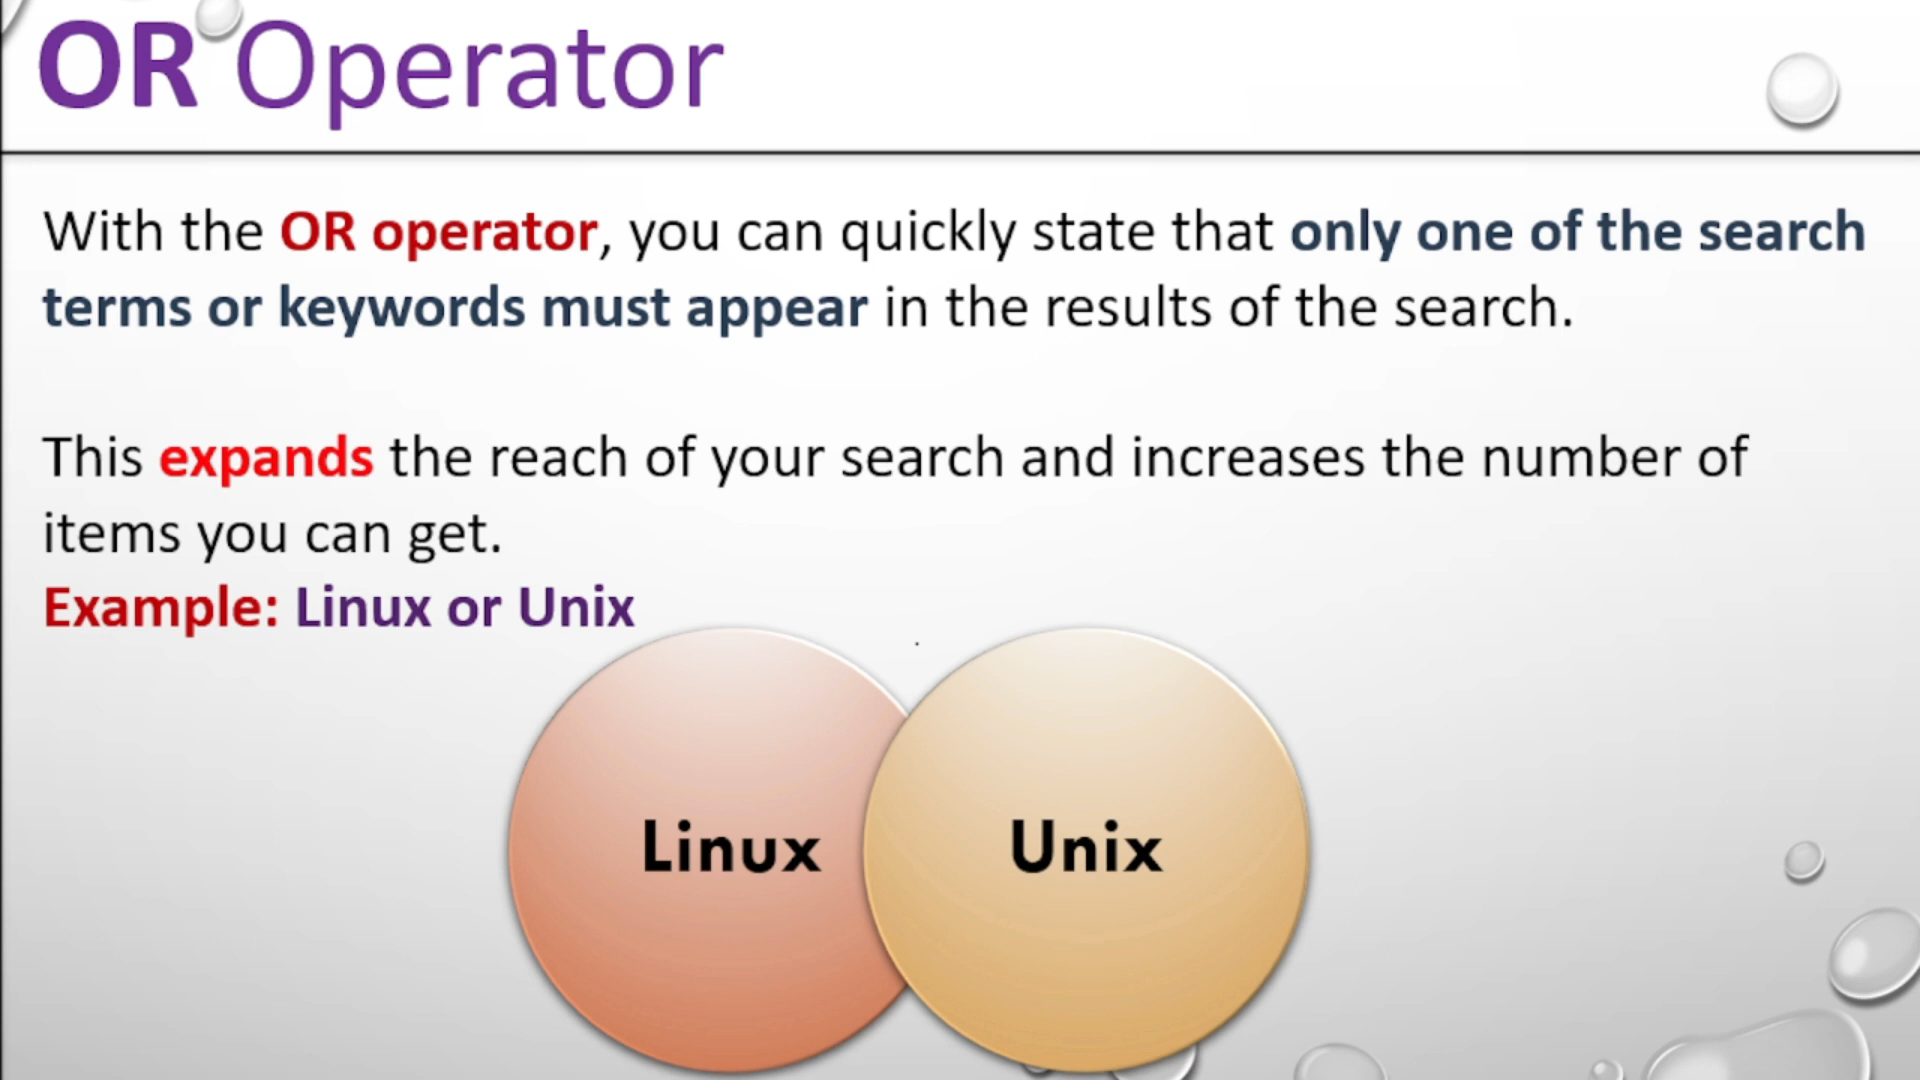 OR Operator
With the OR operator, you can quickly state that only one of the search
terms or keywords must appear in the results of the search.
This expands the reach of your search and increases the number of
items you can get.
Example: Linux or Unix
Linux
Unix